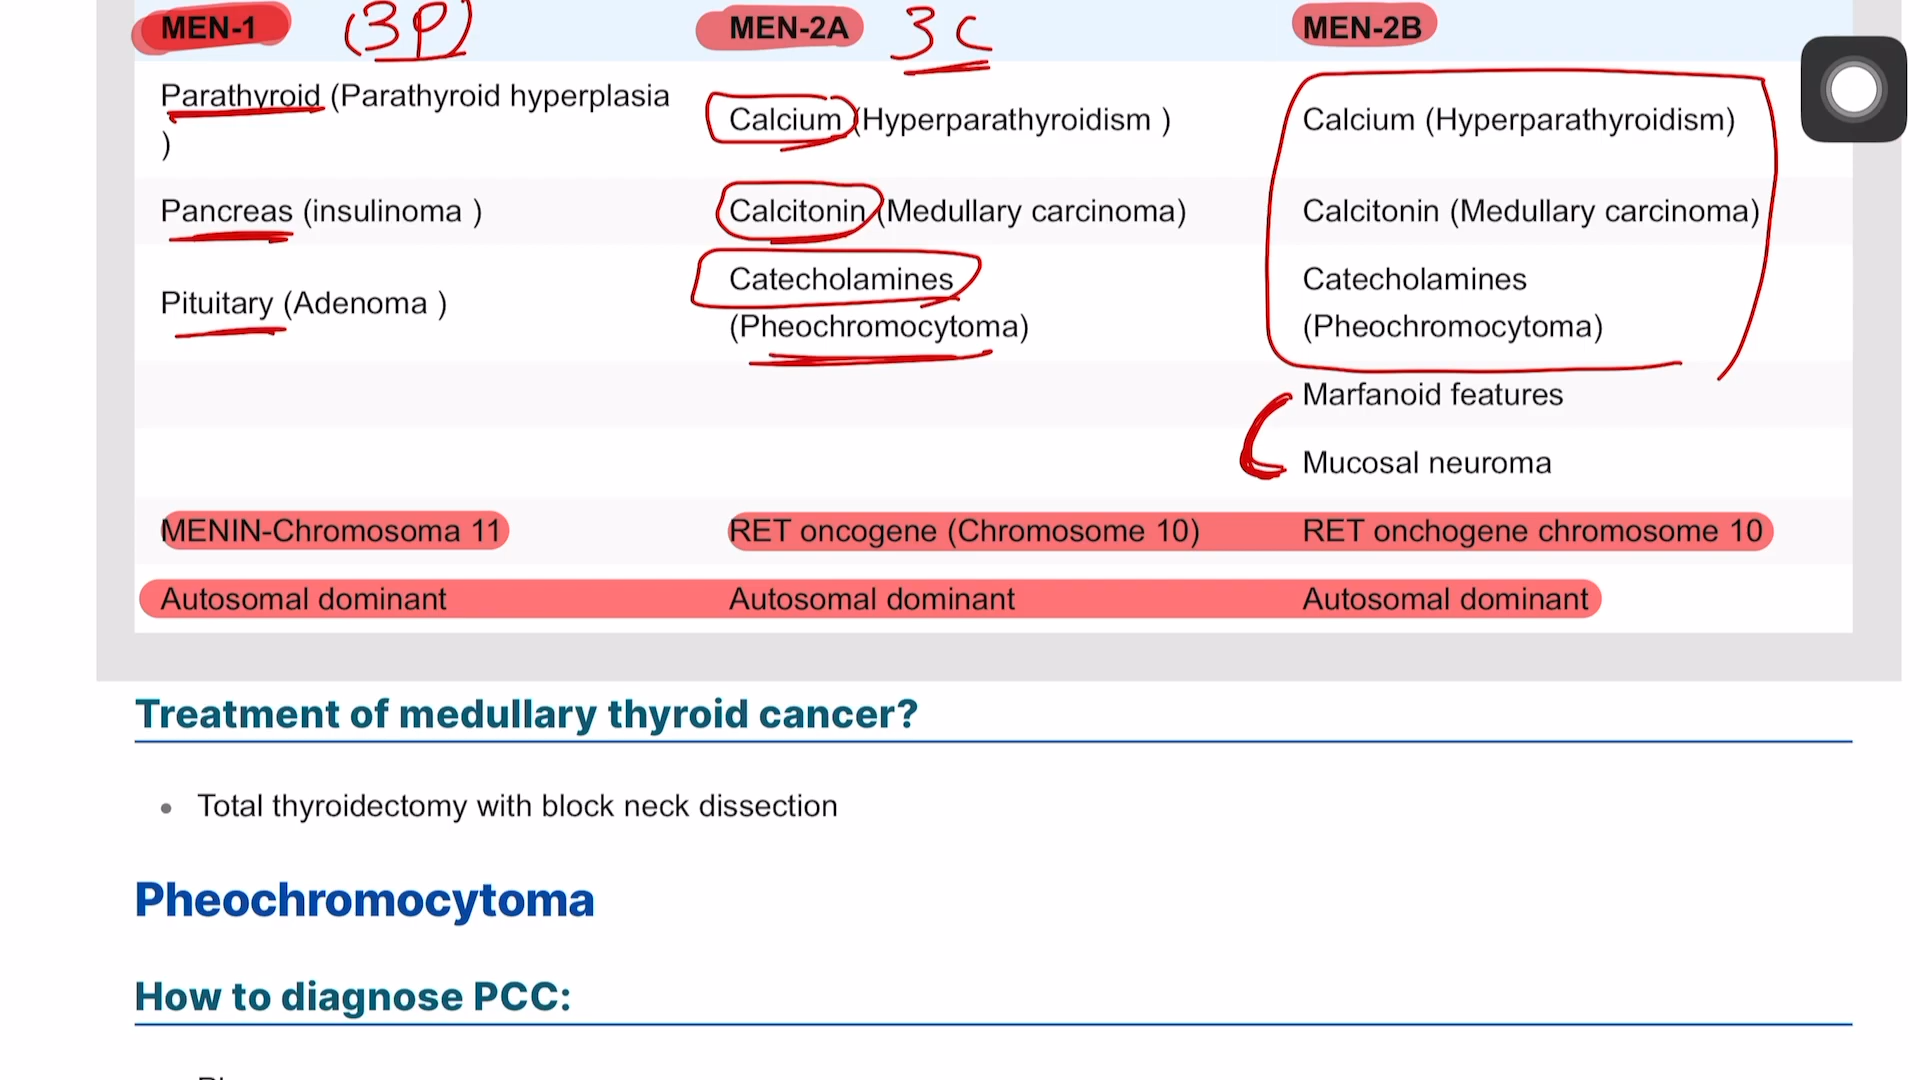 MEN-1 (3P) MEN-2A 3C MEN-2B
Parathyroid (Parathyroid hyperplasia
)
Calcium (Hyperparathyroidism ) Calcium (Hyperparathyroidism)
Pancreas (insulinoma ) Calcitonin (Medullary carcinoma) Calcitonin (Medullary carcinoma)
Pituitary (Adenoma ) Catecholamines Catecholamines
(Pheochromocytoma) (Pheochromocytoma)
Marfanoid features
Mucosal neuroma
MENIN-Chromosoma 11 RET oncogene (Chromosome 10) RET onchogene chromosome 10
Autosomal dominant Autosomal dominant Autosomal dominant
Treatment of medullary thyroid cancer?
• Total thyroidectomy with block neck dissection
Pheochromocytoma
How to diagnose PCC: